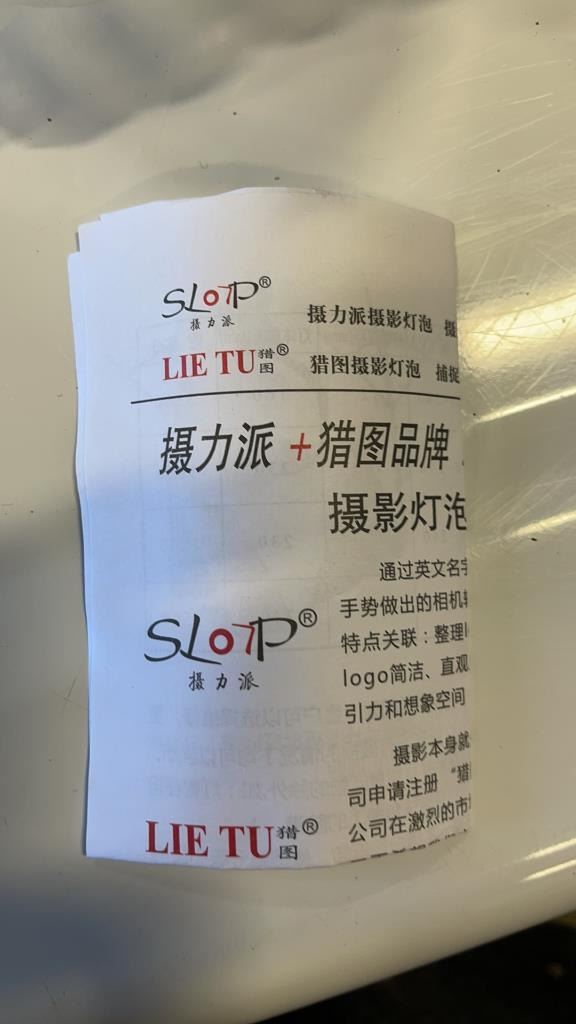 SLOTP®
摄力派
摄力派摄影灯泡 摄
LIE TU 猎图®
猎图摄影灯泡 捕捉
摄力派+猎图品牌
摄影灯泡
通过英文名字
手势做出的相机
特点关联：整理
logo简洁、直观
引力和想象空间
SLOTP®
摄力派
摄影本身就
司申请注册“猎
公司在激烈的市
LIE TU 猎图®